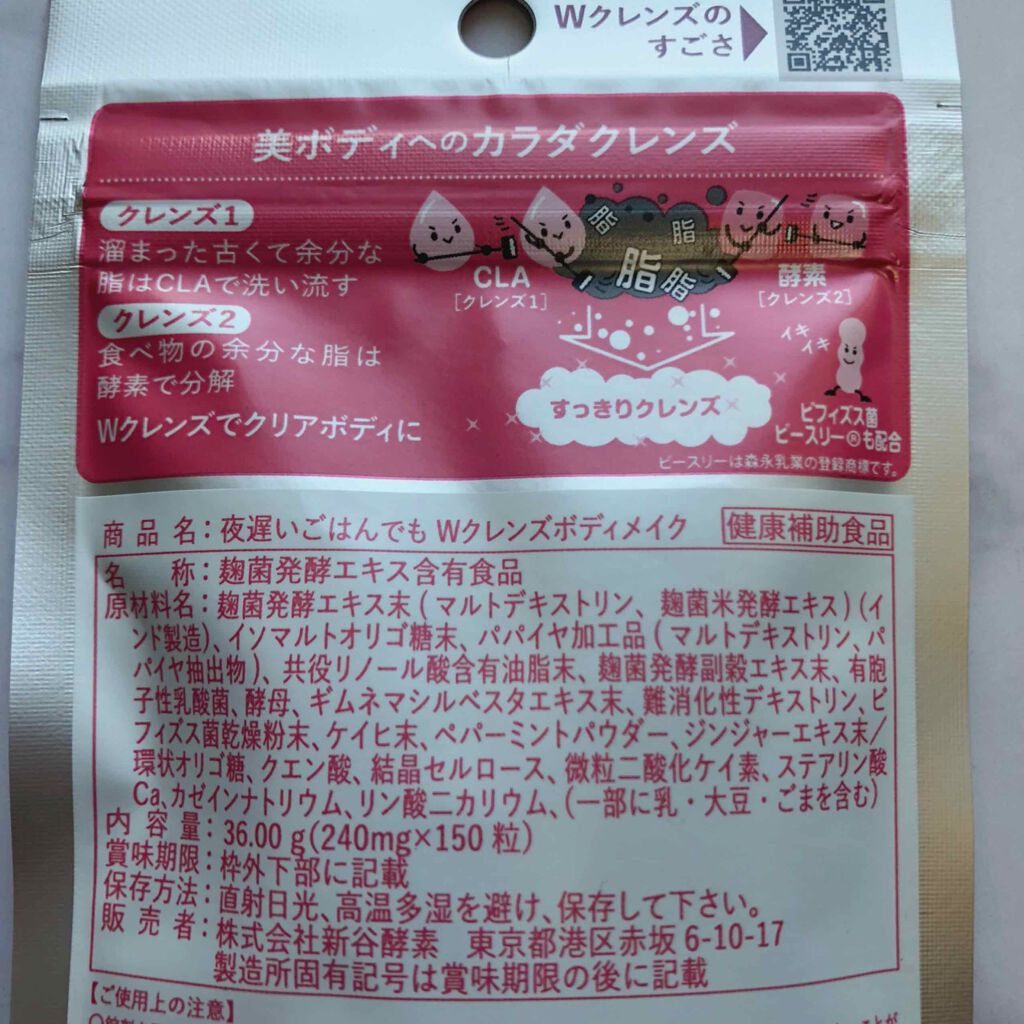 Wクレンズの
すごさ
美ボディへのカラダクレンズ
クレンズ1
溜まった古くて余分な
脂はCLAで洗い流す
クレンズ2
食べ物の余分な脂は
酵素で分解
Wクレンズでクリアボディに
脂 脂
脂 脂
CLA
[クレンズ1]
酵素
[クレンズ2]
イキ
イキ
すっきりクレンズ
ビフィズス菌
ビースリー®も配合
ビースリーは森永乳業の登録商標です。
商品名:夜遅いごはんでも Wクレンズボディメイク 健康補助食品
名 称:麹菌発酵エキス含有食品
原材料名:麹菌発酵エキス末(マルトデキストリン、麹菌米発酵エキス)(イ
ンド製造)、イソマルトオリゴ糖末、パパイヤ加工品(マルトデキストリン、パ
パイヤ抽出物)、共役リノール酸含有油脂末、麹菌発酵副穀エキス末、有胞
子性乳酸菌、酵母、ギムネマシルベスタエキス末、難消化性デキストリン、ビ
フィズス菌乾燥粉末、ケイヒ末、ペパーミントパウダー、ジンジャーエキス末/
環状オリゴ糖、クエン酸、結晶セルロース、微粒二酸化ケイ素、ステアリン酸
Ca、カゼインナトリウム、リン酸二カリウム、(一部に乳・大豆・ごまを含む)
内容量:36.00g(240mg×150粒)
賞味期限:枠外下部に記載
保存方法:直射日光、高温多湿を避け、保存して下さい。
販売者:株式会社新谷酵素 東京都港区赤坂6-10-17
製造所固有記号は賞味期限の後に記載
【ご使用上の注意】